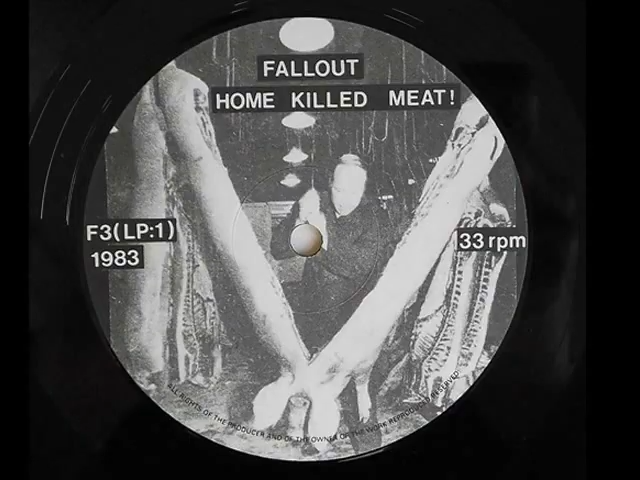 FALLOUT
HOME KILLED MEAT!
F3(LP:1)
1983
33 rpm
ALL RIGHTS OF THE PRODUCER AND OF THE OWNER OF THE WORK REPRODUCED RESERVED